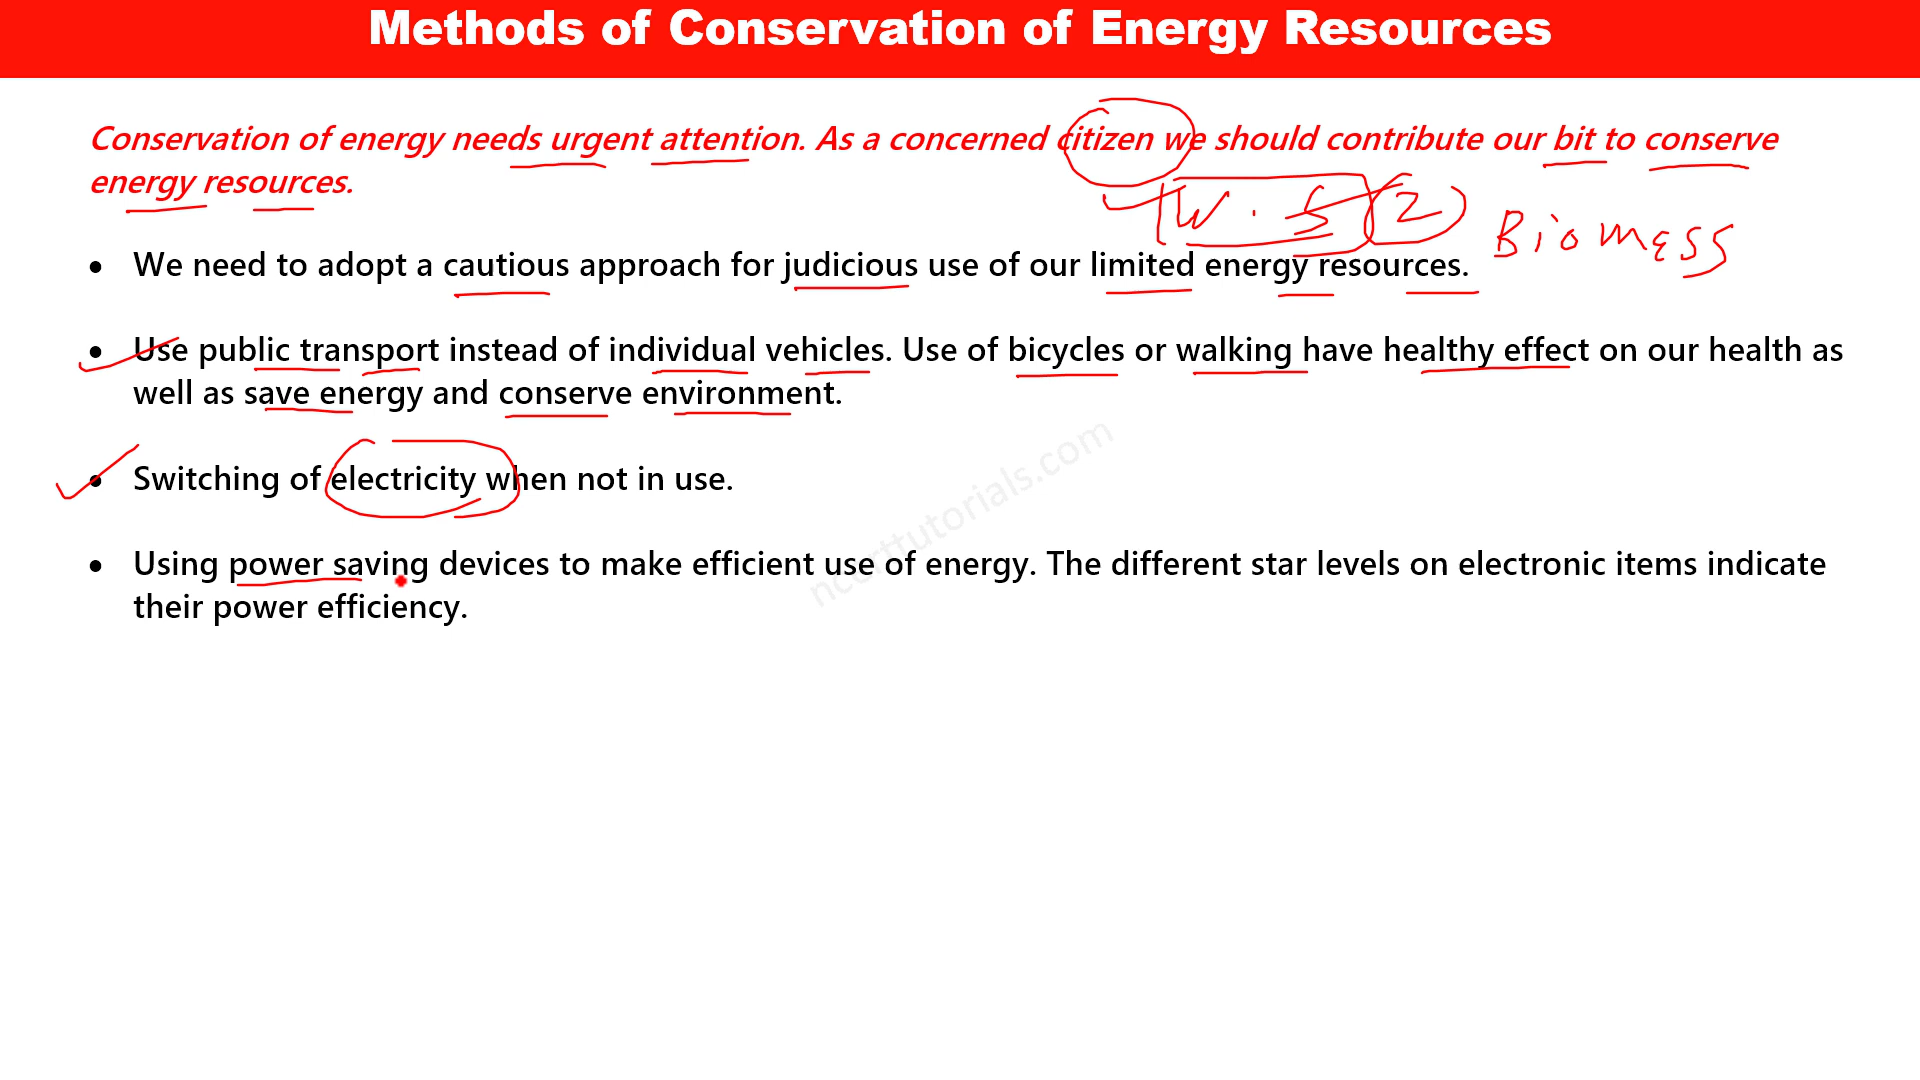 Methods of Conservation of Energy Resources
Conservation of energy needs urgent attention. As a concerned citizen we should contribute our bit to conserve
energy resources.
W. S (2)
Biomess
• We need to adopt a cautious approach for judicious use of our limited energy resources.
• Use public transport instead of individual vehicles. Use of bicycles or walking have healthy effect on our health as
well as save energy and conserve environment.
• Switching of electricity when not in use.
• Using power saving devices to make efficient use of energy. The different star levels on electronic items indicate
their power efficiency.
ncerttutorials.com